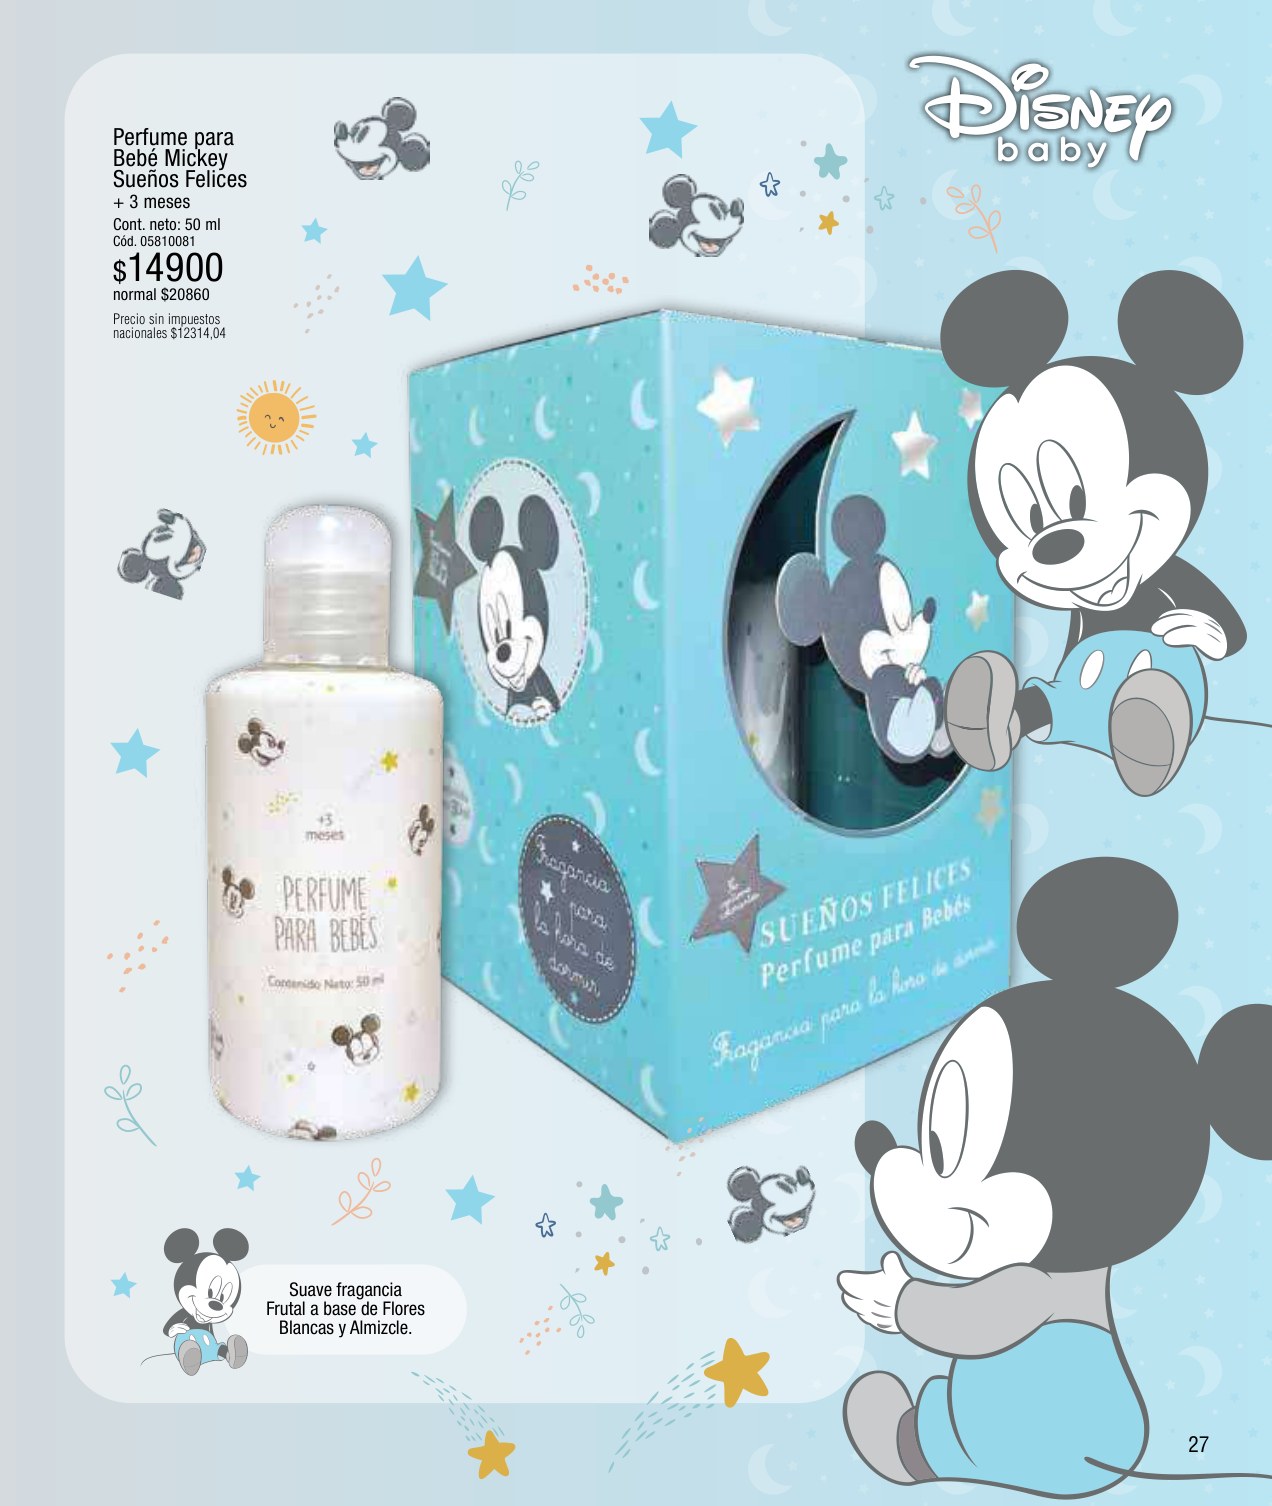 Perfume para
Bebé Mickey
Sueños Felices
+ 3 meses
Cont. neto: 50 ml
Cód. 05810081
$14900
normal $20860
Precio sin impuestos
nacionales $12314,04
Disney
baby
+3
meses
PERFUME
PARA BEBÉS
Contenido Neto: 50 ml
Fragancia
para
la hora de
dormir
SUEÑOS FELICES
Perfume para Bebés
Fragancia para la hora de dormir
Suave fragancia
Frutal a base de Flores
Blancas y Almizcle.
27